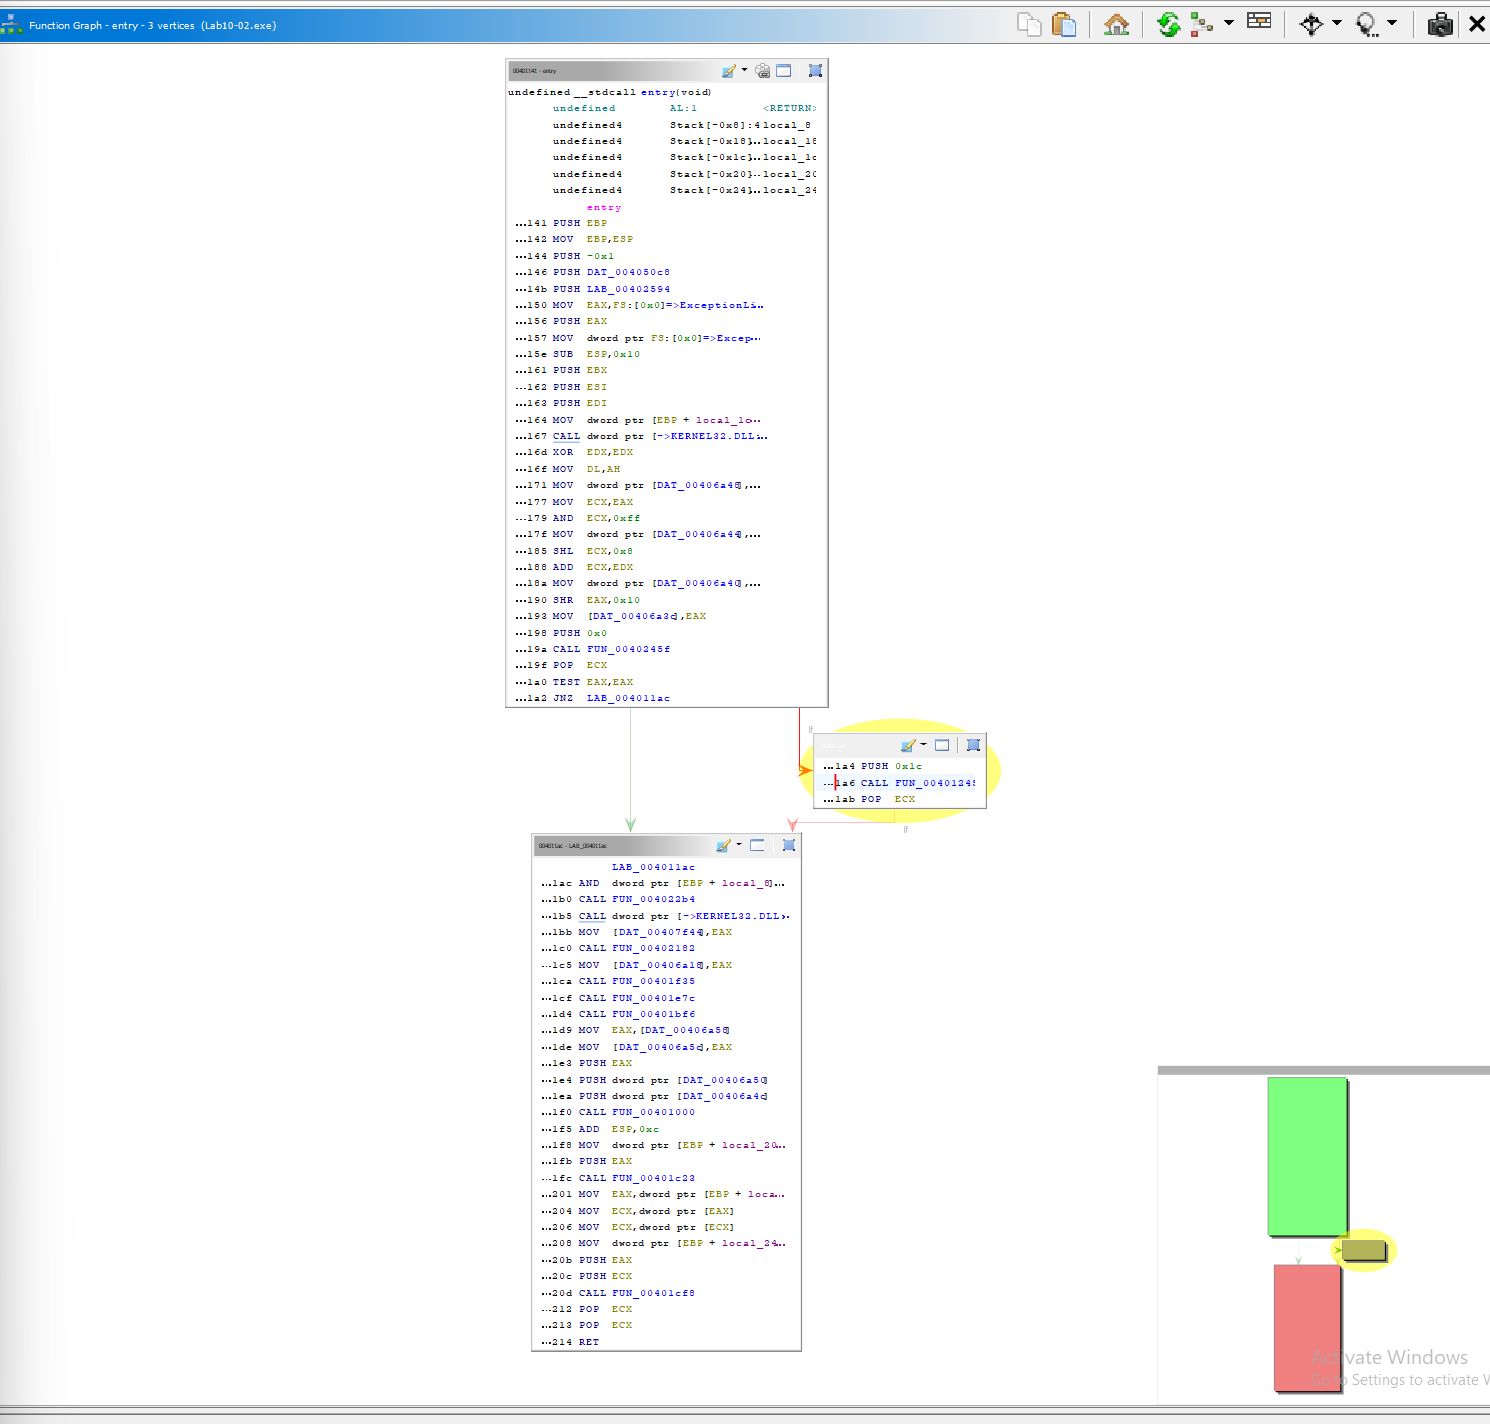 Function Graph - entry - 3 vertices (Lab10-02.exe)
00401141 - entry
undefined __stdcall entry(void)
undefined AL:1 <RETURN>
undefined4 Stack[-0x8]:4 local_8
undefined4 Stack[-0x18]... local_18
undefined4 Stack[-0x1c]... local_1c
undefined4 Stack[-0x20]... local_20
undefined4 Stack[-0x24]... local_24
entry
...141 PUSH EBP
...142 MOV EBP,ESP
...144 PUSH -0x1
...146 PUSH DAT_004050c8
...14b PUSH LAB_00402594
...150 MOV EAX,FS:[0x0]=>ExceptionLi...
...156 PUSH EAX
...157 MOV dword ptr FS:[0x0]=>Excep...
...15e SUB ESP,0x10
...161 PUSH EBX
...162 PUSH ESI
...163 PUSH EDI
...164 MOV dword ptr [EBP + local_1c...
...167 CALL dword ptr [->KERNEL32.DLL:...
...16d XOR EDX,EDX
...16f MOV DL,AH
...171 MOV dword ptr [DAT_00406a48],...
...177 MOV ECX,EAX
...179 AND ECX,0xff
...17f MOV dword ptr [DAT_00406a44],...
...185 SHL ECX,0x8
...188 ADD ECX,EDX
...18a MOV dword ptr [DAT_00406a40],...
...190 SHR EAX,0x10
...193 MOV [DAT_00406a3c],EAX
...198 PUSH 0x0
...19a CALL FUN_0040245f
...19f POP ECX
...1a0 TEST EAX,EAX
...1a2 JNZ LAB_004011ac
If
...1a4 PUSH 0x1c
...1a6 CALL FUN_00401245
...1ab POP ECX
If
004011ac - LAB_004011ac
LAB_004011ac
...1ac AND dword ptr [EBP + local_8]...
...1b0 CALL FUN_004022b4
...1b5 CALL dword ptr [->KERNEL32.DLL:...
...1bb MOV [DAT_00407f44],EAX
...1c0 CALL FUN_00402182
...1c5 MOV [DAT_00406a18],EAX
...1ca CALL FUN_00401f35
...1cf CALL FUN_00401e7c
...1d4 CALL FUN_00401bf6
...1d9 MOV EAX,[DAT_00406a58]
...1de MOV [DAT_00406a5c],EAX
...1e3 PUSH EAX
...1e4 PUSH dword ptr [DAT_00406a50]
...1ea PUSH dword ptr [DAT_00406a4c]
...1f0 CALL FUN_00401000
...1f5 ADD ESP,0xc
...1f8 MOV dword ptr [EBP + local_20...
...1fb PUSH EAX
...1fc CALL FUN_00401c23
...201 MOV EAX,dword ptr [EBP + loca...
...204 MOV ECX,dword ptr [EAX]
...206 MOV ECX,dword ptr [ECX]
...208 MOV dword ptr [EBP + local_24...
...20b PUSH EAX
...20c PUSH ECX
...20d CALL FUN_00401cf8
...212 POP ECX
...213 POP ECX
...214 RET
Activate Windows
Go to Settings to activate W